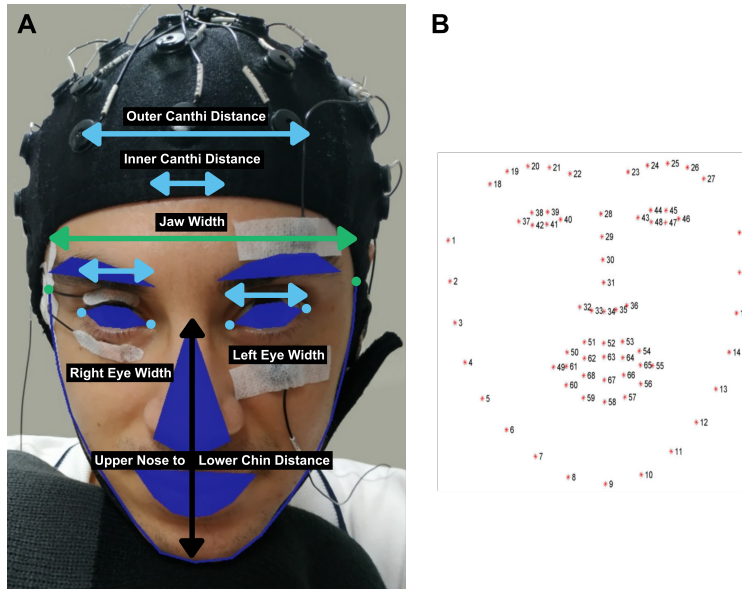 A
B
Outer Canthi Distance
Inner Canthi Distance
Jaw Width
Left Eye Width
Right Eye Width
Upper Nose to Lower Chin Distance
18 19 20 21 22 23 24 25 26 27
37 38 39 40 41 42 28 43 44 45 46 47 48
1 29
2 30
31
3 32 33 34 35 36
4 51 52 53 14
50 62 63 64 54
49 61 65 55
68 67 66
60 56 13
5 59 58 57
6 12
7 11
8 9 10